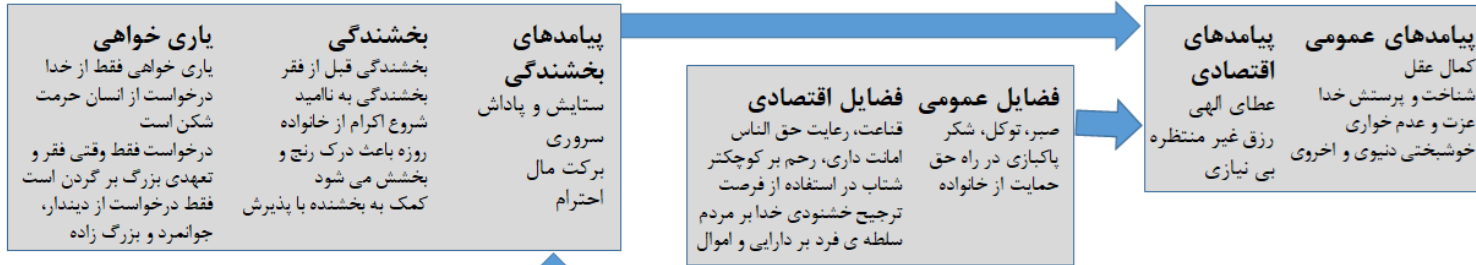 پیامدهای عمومی
کمال عقل
شناخت و پرستش خدا
عزت و عدم خواری
خوشبختی دنیوی و اخروی
پیامدهای
اقتصادی
عطای الهی
رزق غیر منتظره
بی نیازی
فضایل عمومی
صبر، توکل، شکر
پاکبازی در راه حق
حمایت از خانواده
فضایل اقتصادی
قناعت، رعایت حق الناس
امانت داری، رحم بر کوچکتر
شتاب در استفاده از فرصت
ترجیح خشنودی خدا بر مردم
سلطه ی فرد بر دارایی و اموال
پیامدهای
بخشندگی
ستایش و پاداش
سروری
برکت مال
احترام
بخشندگی
بخشندگی قبل از فقر
بخشندگی به ناامید
شروع اکرام از خانواده
روزه باعث درک رنج و
بخشش می شود
کمک به بخشنده با پذیرش
یاری خواهی
یاری خواهی فقط از خدا
درخواست از انسان حرمت
شکن است
درخواست فقط وقتی فقر و
تعهدی بزرگ بر گردن است
فقط درخواست از دیندار،
جوانمرد و بزرگ زاده